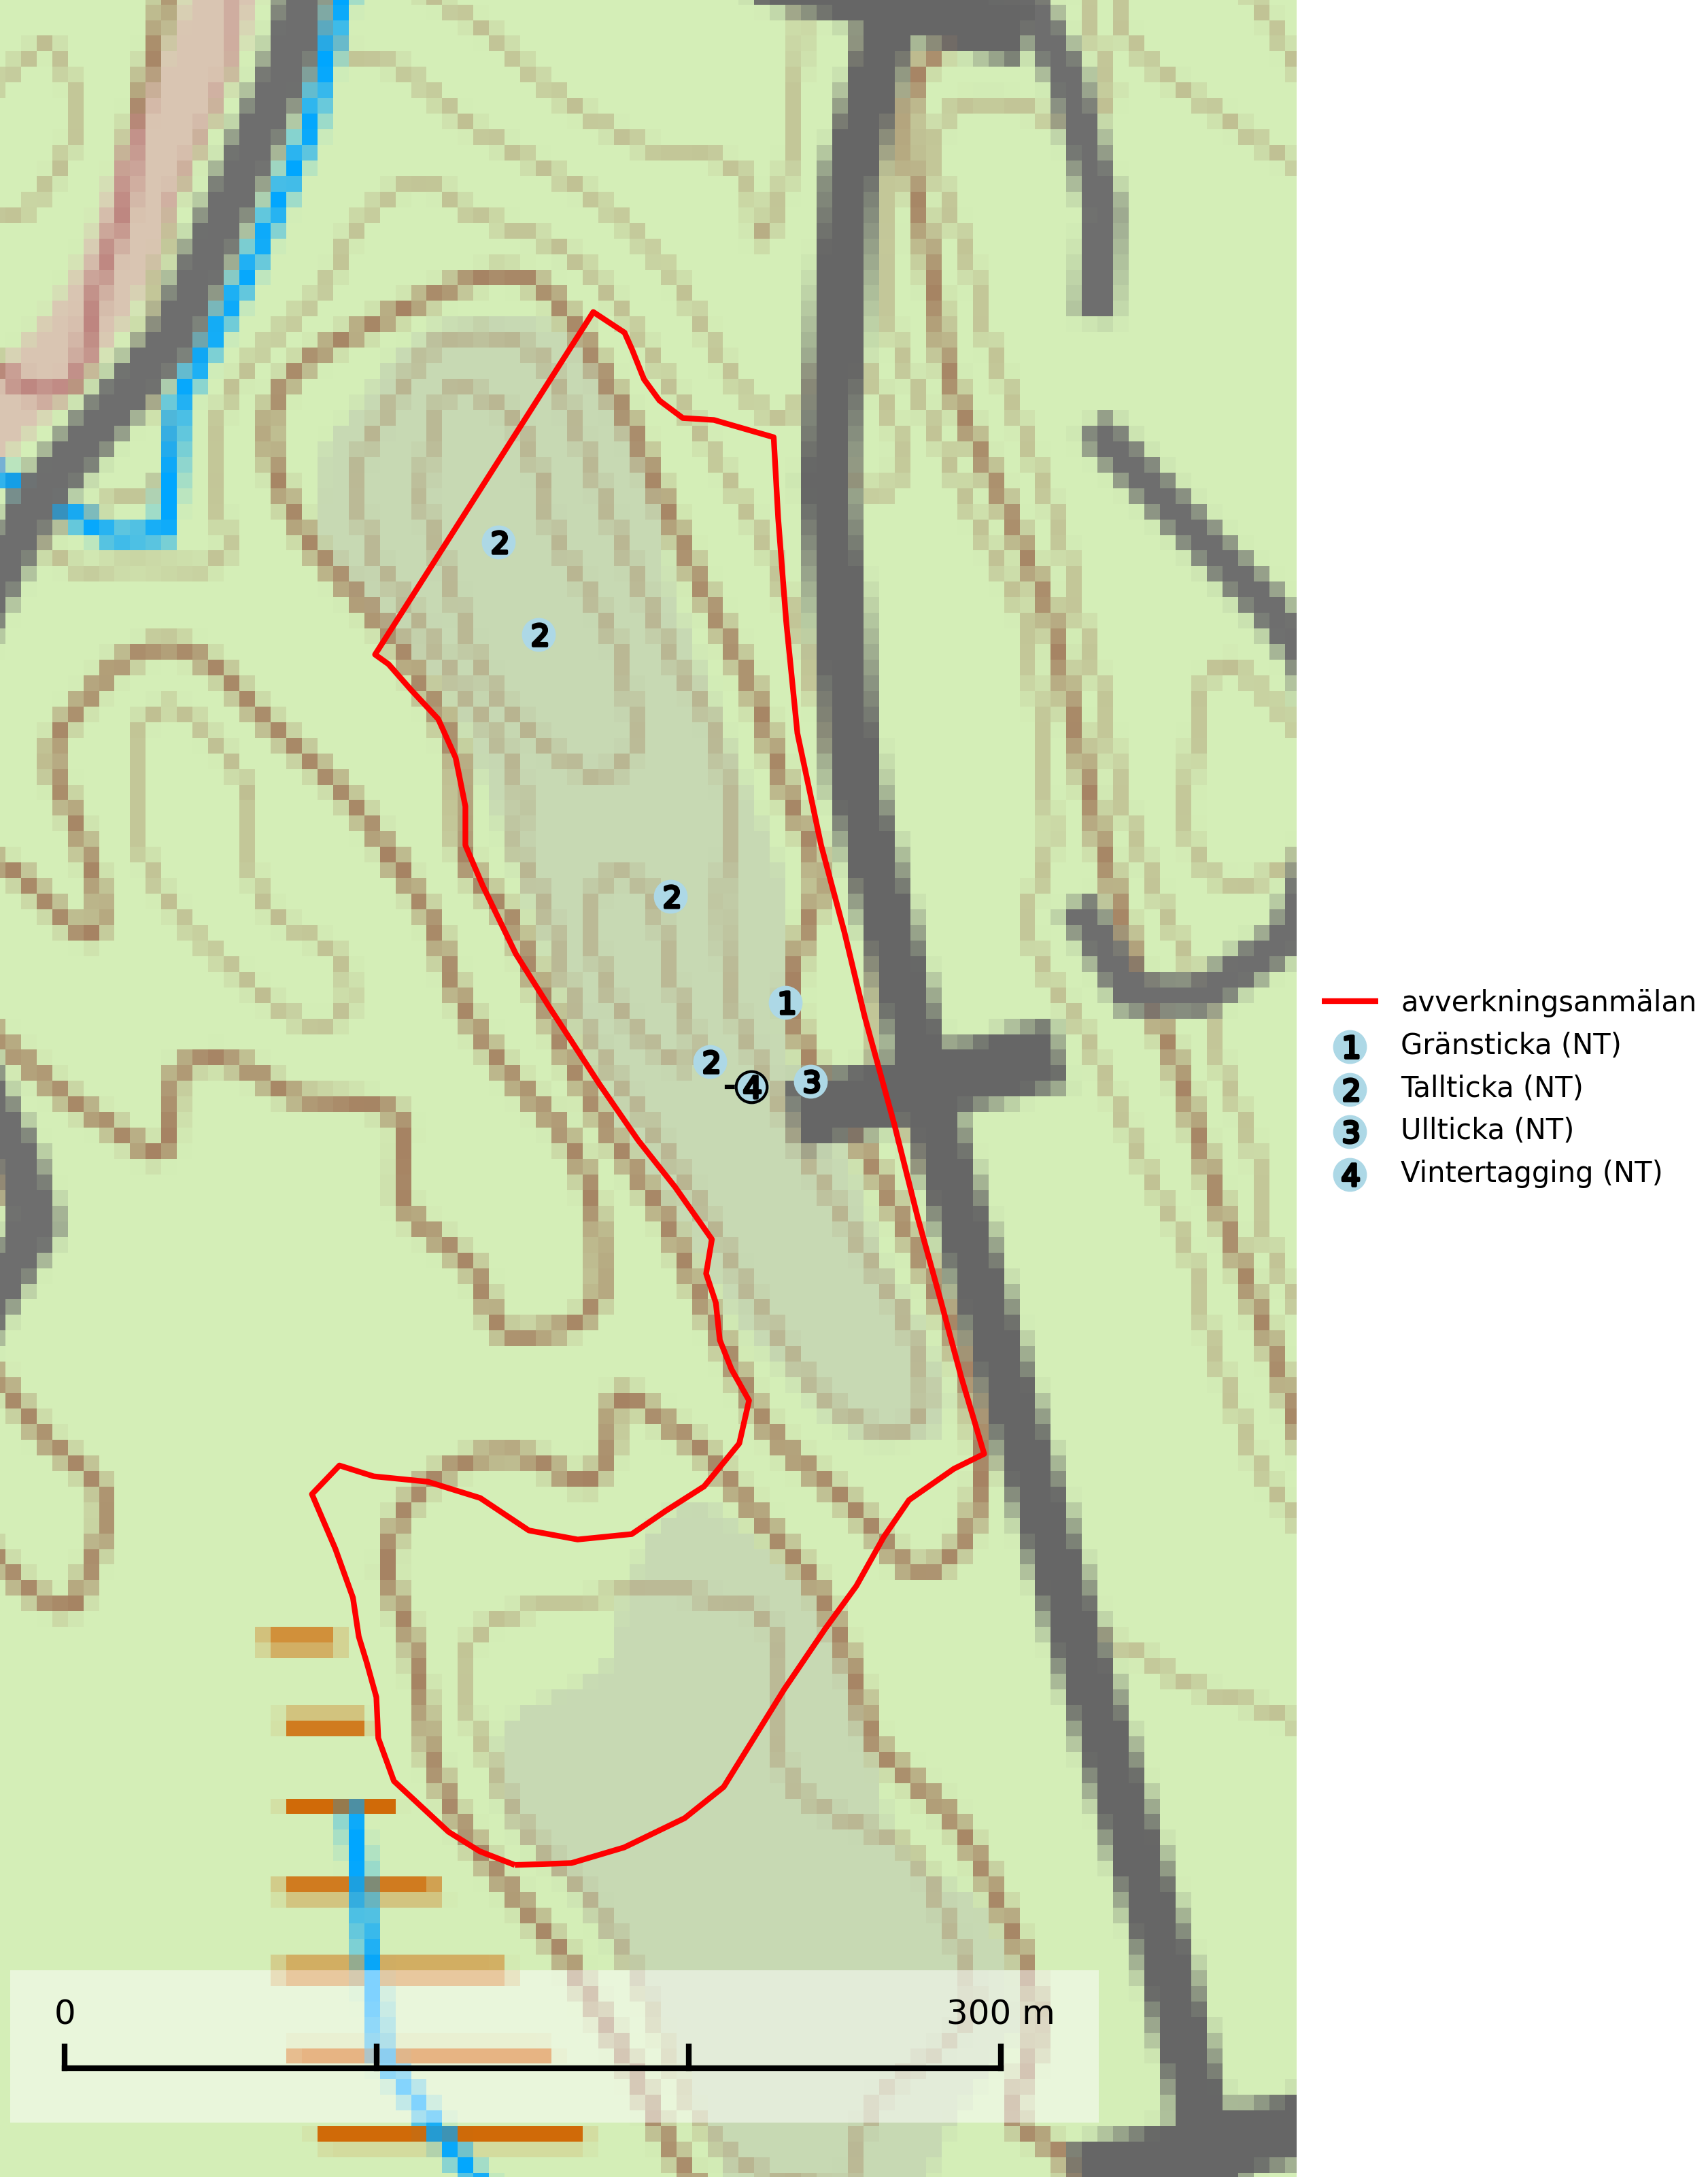 2
2
2
1
2
3
4
avverkningsanmälan
1 Gränsticka (NT)
2 Tallticka (NT)
3 Ullticka (NT)
4 Vintertagging (NT)
0 300 m